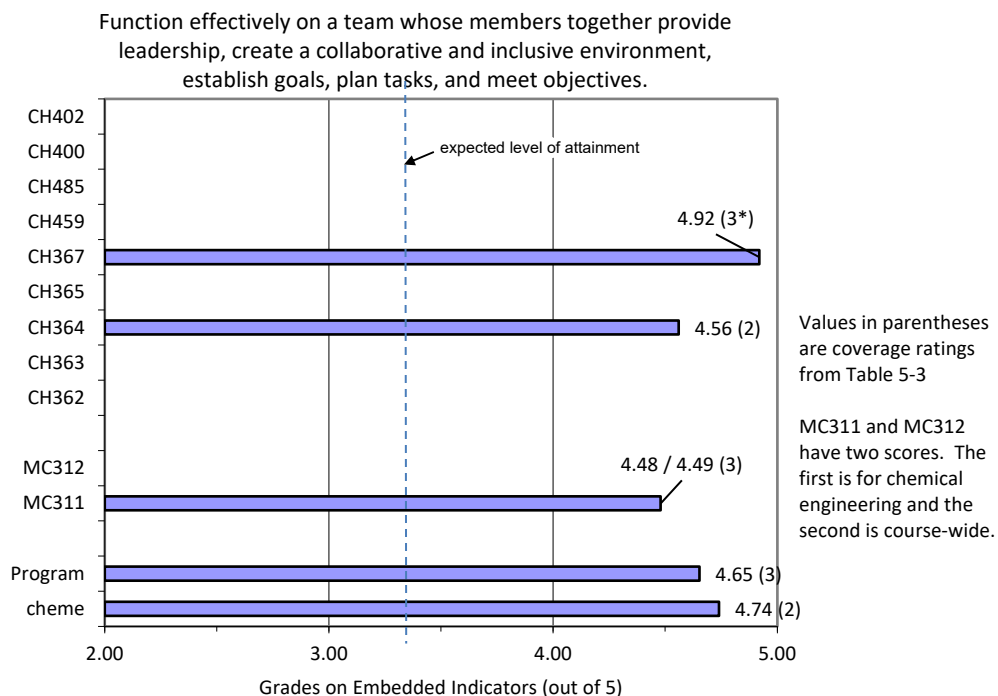 Function effectively on a team whose members together provide
leadership, create a collaborative and inclusive environment,
establish goals, plan tasks, and meet objectives.
CH402
CH400
expected level of attainment
CH485
CH459
4.92 (3*)
CH367
CH365
CH364
4.56 (2)
CH363
CH362
MC312
4.48 / 4.49 (3)
MC311
Program
4.65 (3)
cheme
4.74 (2)
2.00
3.00
4.00
5.00
Grades on Embedded Indicators (out of 5)
Values in parentheses
are coverage ratings
from Table 5-3
MC311 and MC312
have two scores. The
first is for chemical
engineering and the
second is course-wide.